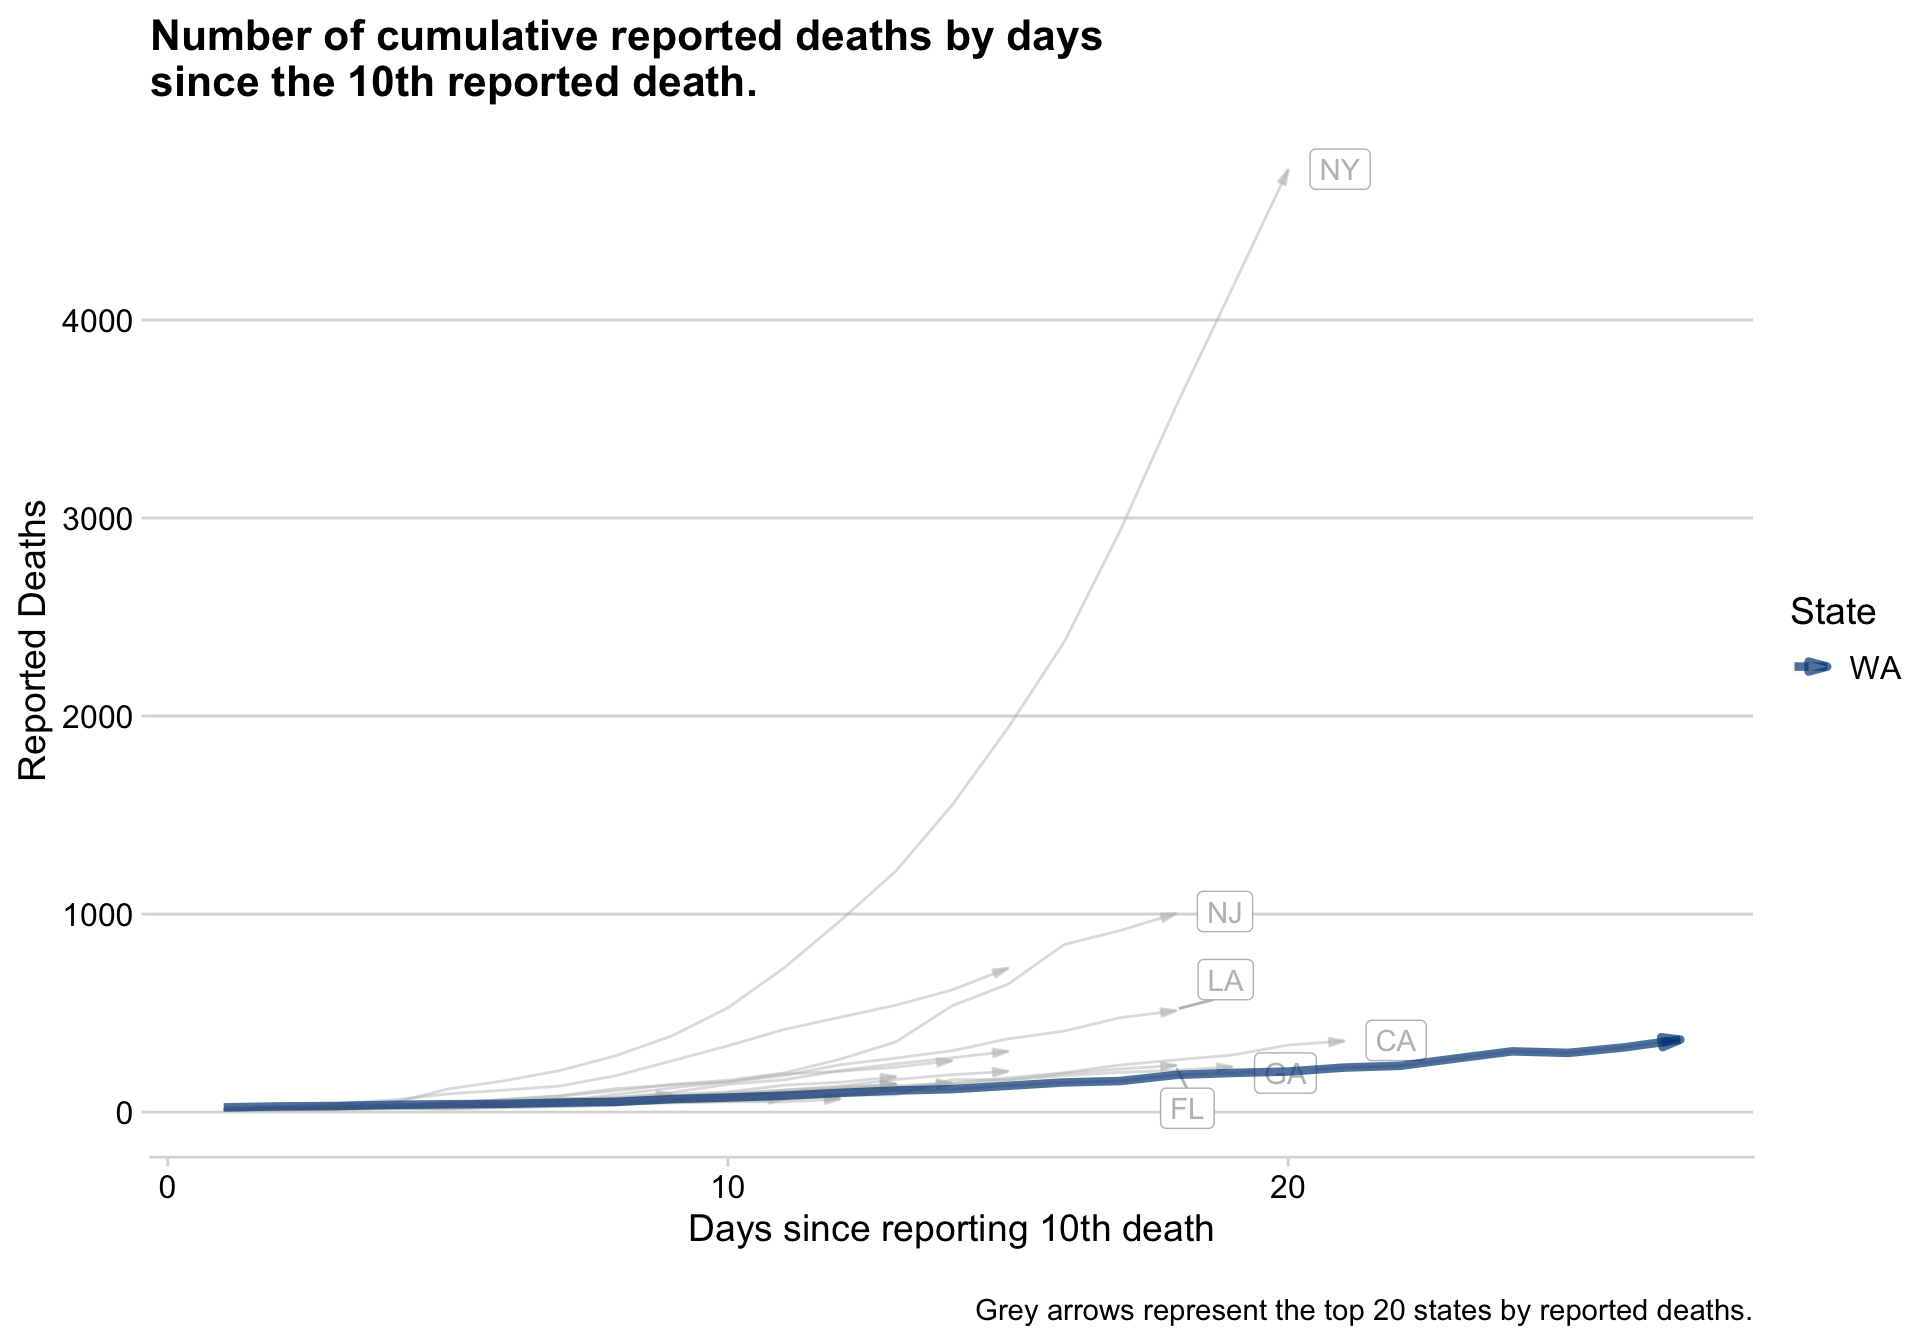 Number of cumulative reported deaths by days
since the 10th reported death.
NY
4000
3000
Reported Deaths
State
WA
2000
1000
NJ
LA
CA
GA
FL
0
0 10 20
Days since reporting 10th death
Grey arrows represent the top 20 states by reported deaths.